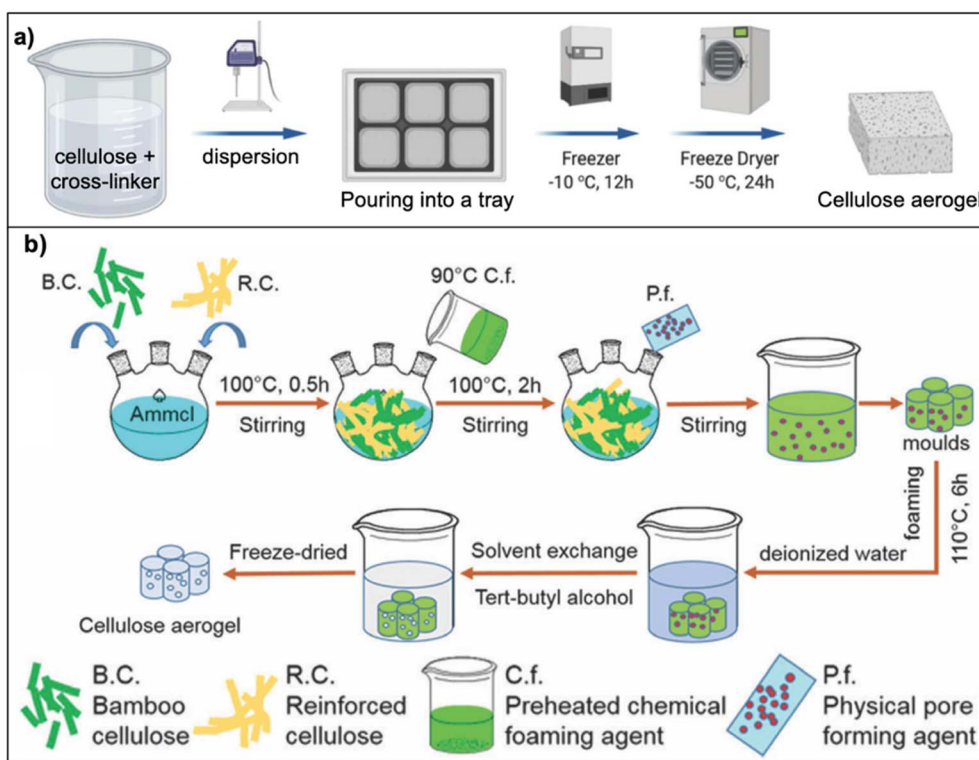 a)
cellulose +
cross-linker
dispersion
Pouring into a tray
Freezer
-10 ºC, 12h
Freeze Dryer
-50 ºC, 24h
Cellulose aerogel
b)
B.C.
R.C.
Ammcl
100°C, 0.5h
Stirring
90°C C.f.
100°C, 2h
Stirring
P.f.
Stirring
moulds
foaming
110°C, 6h
deionized water
Solvent exchange
Tert-butyl alcohol
Freeze-dried
Cellulose aerogel
B.C.
Bamboo
cellulose
R.C.
Reinforced
cellulose
C.f.
Preheated chemical
foaming agent
P.f.
Physical pore
forming agent